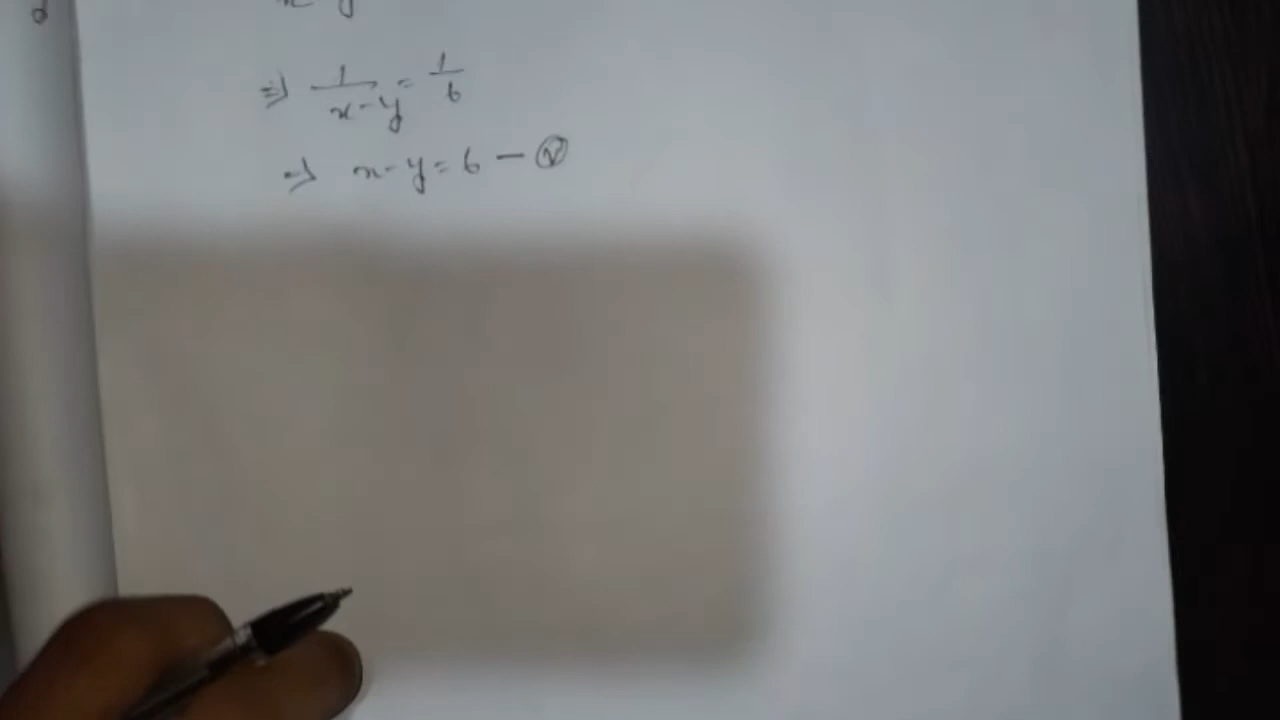 x-y
⇒ 1/(x-y) = 1/6
⇒ x-y = 6 — Ⓥ